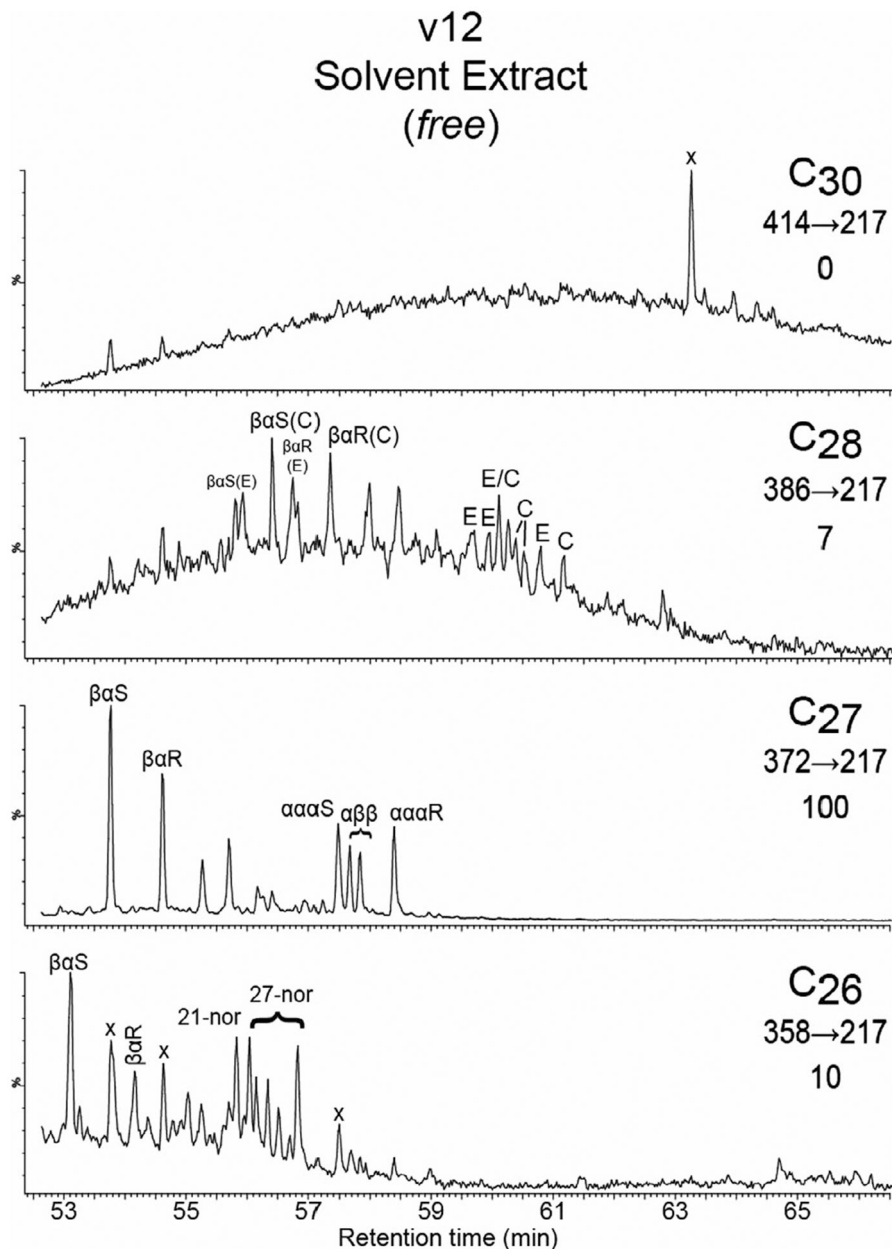 v12
Solvent Extract
(free)
x
C30
414→217
0
%
βαS(C)
βαR
(E)
βαR(C)
βαS(E)
E/C
E E C E C
C28
386→217
7
%
βαS
βαR
αααS αββ αααR
C27
372→217
100
%
βαS
x
βαR
x
21-nor
27-nor
x
C26
358→217
10
%
53 55 57 59 61 63 65
Retention time (min)